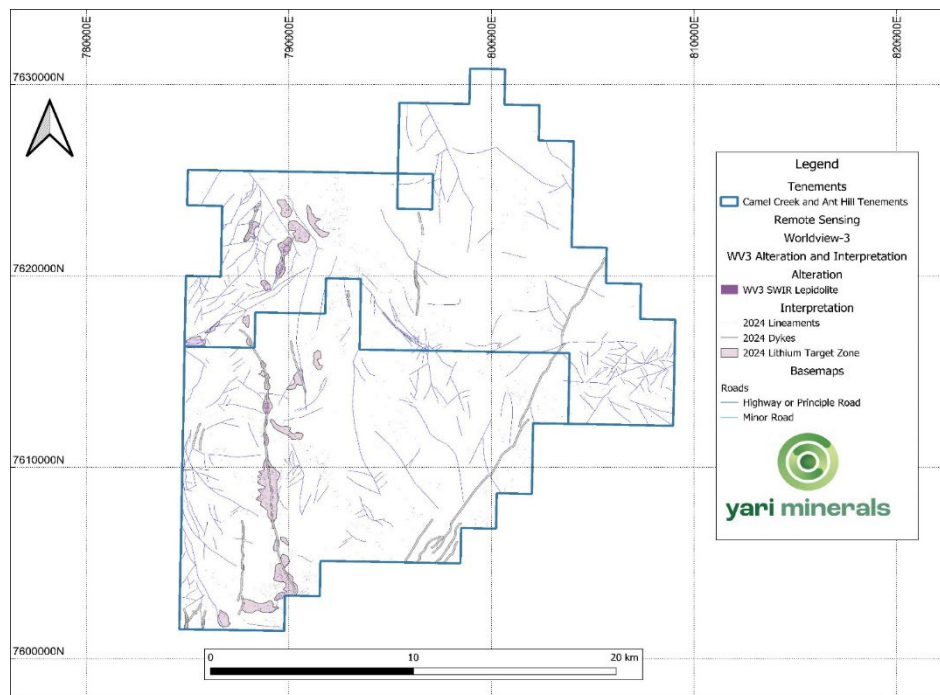 780000E
790000E
800000E
810000E
820000E
7630000N
7620000N
7610000N
7600000N
Legend
Tenements
Camel Creek and Ant Hill Tenements
Remote Sensing
Worldview-3
WV3 Alteration and Interpretation
Alteration
WV3 SWIR Lepidolite
Interpretation
2024 Lineaments
2024 Dykes
2024 Lithium Target Zone
Basemaps
Roads
Highway or Principle Road
Minor Road
yari minerals
0 10 20 km